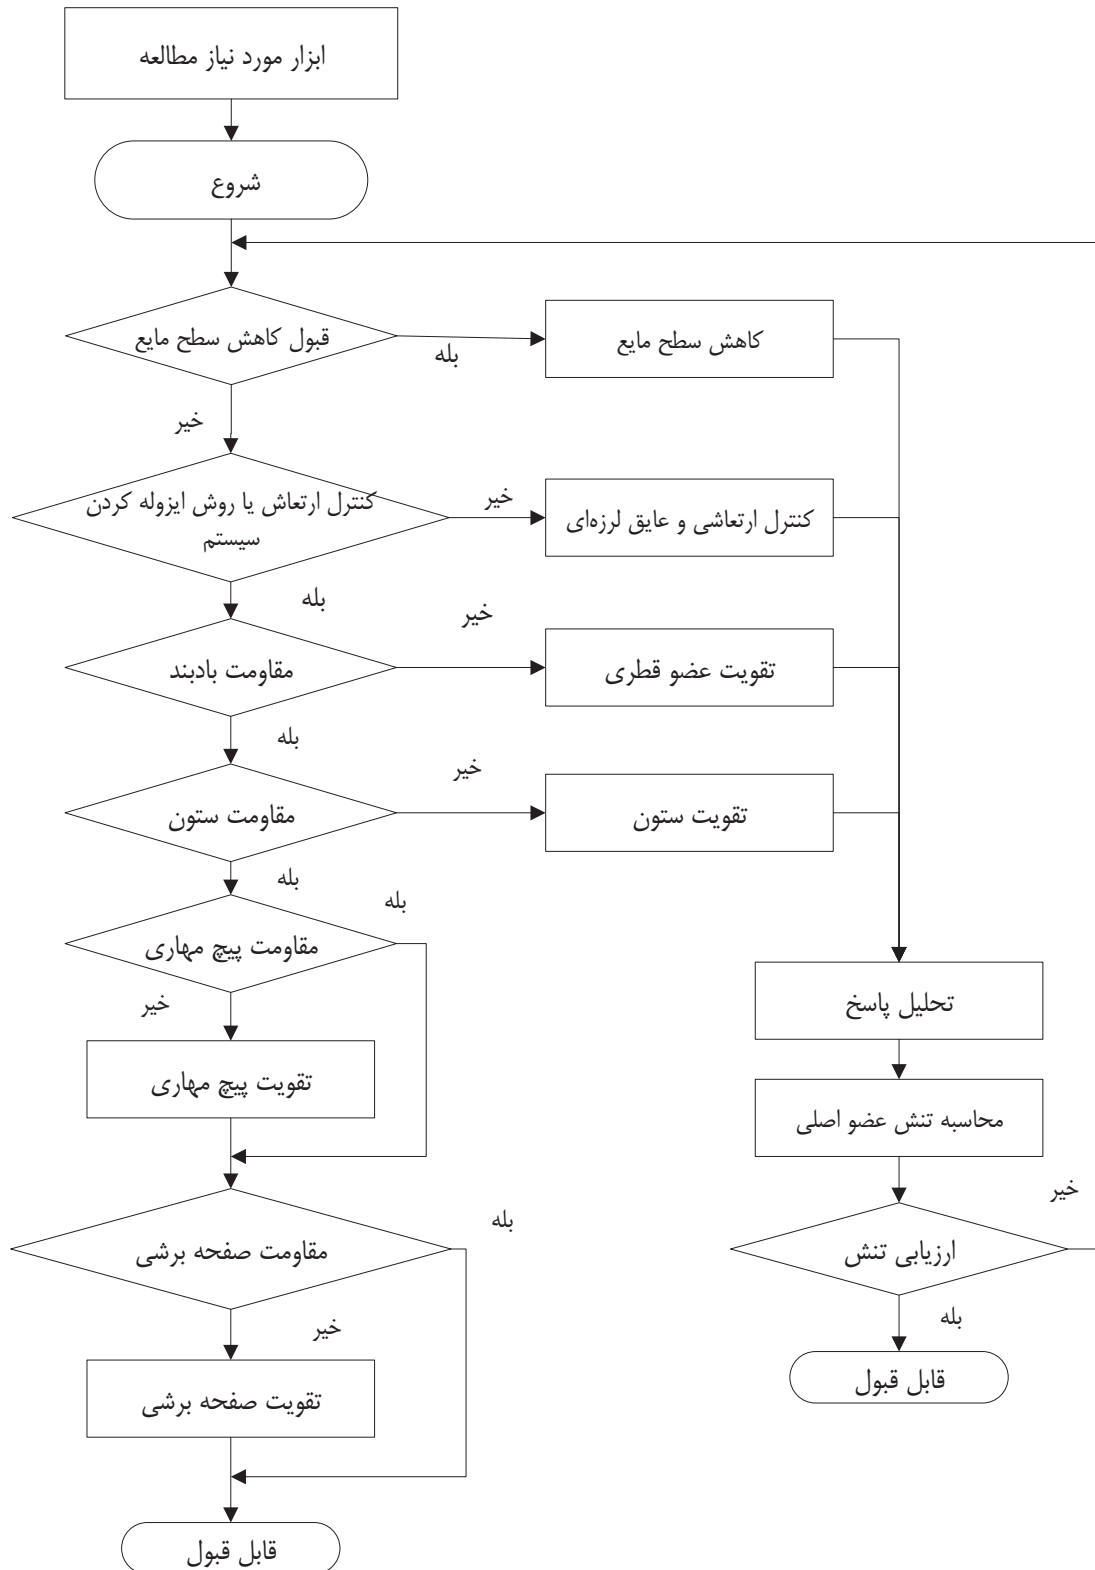 ابزار مورد نیاز مطالعه
شروع
قبول کاهش سطح مایع
بله
کاهش سطح مایع
خیر
کنترل ارتعاش یا روش ایزوله کردن
سیستم
خیر
کنترل ارتعاشی و عایق لرزه‌ای
بله
مقاومت بادبند
خیر
تقویت عضو قطری
بله
مقاومت ستون
خیر
تقویت ستون
بله
مقاومت پیچ مهاری
بله
خیر
تقویت پیچ مهاری
مقاومت صفحه برشی
بله
خیر
تقویت صفحه برشی
قابل قبول
تحلیل پاسخ
محاسبه تنش عضو اصلی
ارزیابی تنش
خیر
بله
قابل قبول